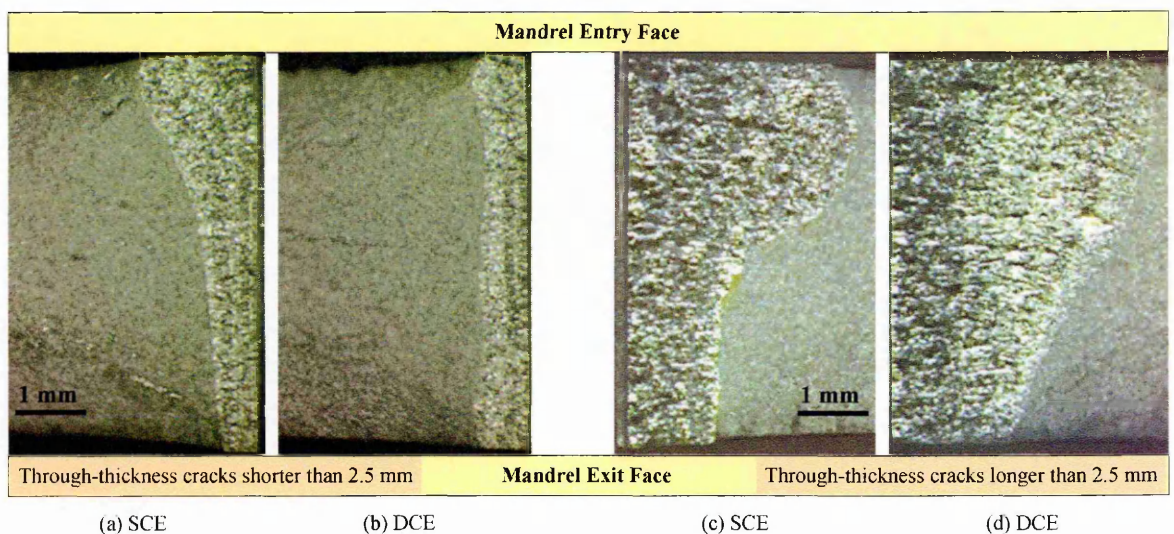 Mandrel Entry Face
1 mm
1 mm
Through-thickness cracks shorter than 2.5 mm
Mandrel Exit Face
Through-thickness cracks longer than 2.5 mm
(a) SCE
(b) DCE
(c) SCE
(d) DCE